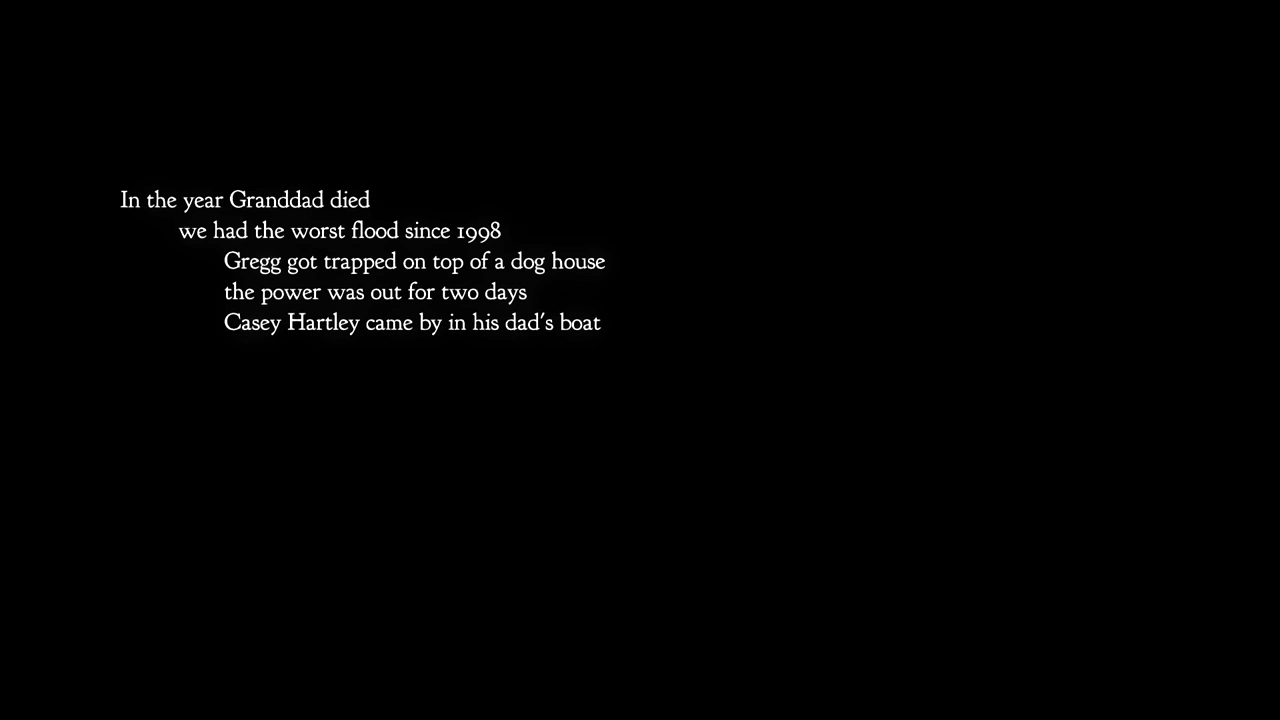 In the year Granddad died
we had the worst flood since 1998
Gregg got trapped on top of a dog house
the power was out for two days
Casey Hartley came by in his dad's boat